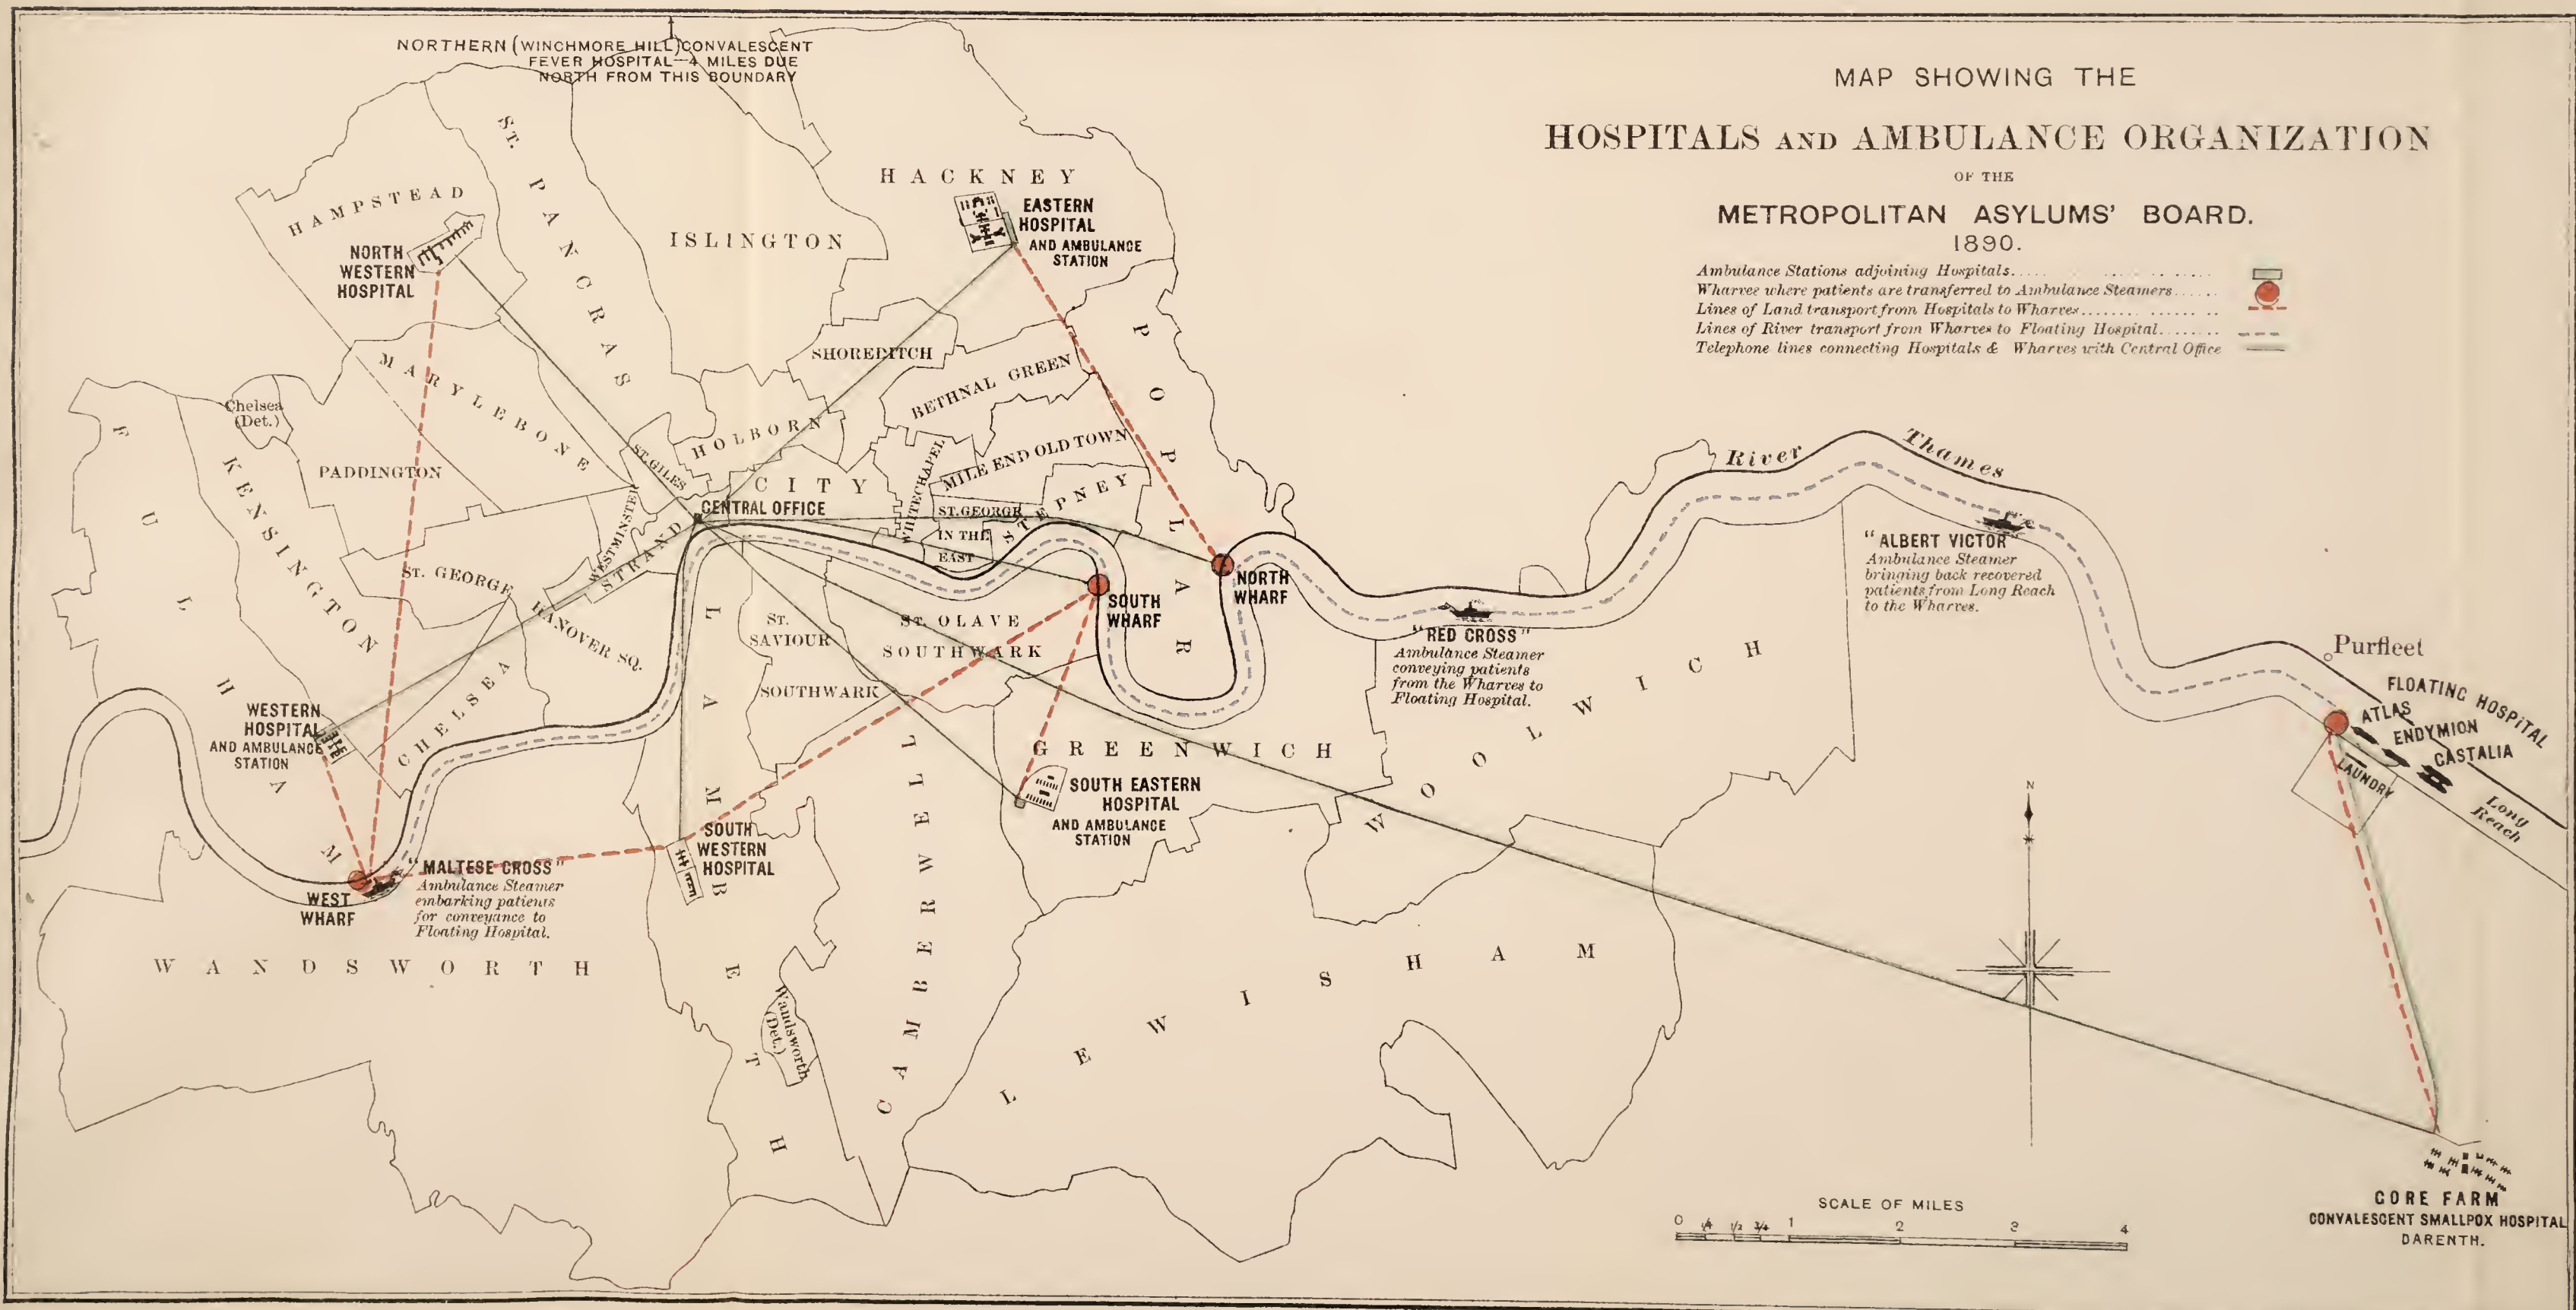 MAP SHOWING THE
HOSPITALS AND AMBULANCE ORGANIZATION
OF THE
METROPOLITAN ASYLUMS' BOARD.
1890.
Ambulance Stations adjoining Hospitals
Wharves where patients are transferred to Ambulance Steamers
Lines of Land transport from Hospitals to Wharves
Lines of River transport from Wharves to Floating Hospital
Telephone lines connecting Hospitals & Wharves with Central Office
NORTHERN (WINCHMORE HILL) CONVALESCENT
FEVER HOSPITAL—4 MILES DUE
NORTH FROM THIS BOUNDARY
HAMPSTEAD
ST. PANCRAS
ISLINGTON
HACKNEY
EASTERN
HOSPITAL
AND AMBULANCE
STATION
NORTH
WESTERN
HOSPITAL
MARYLEBONE
SHOREDITCH
BETHNAL GREEN
POPLAR
Chelsea
(Det.)
PADDINGTON
HOLBORN
ST. GILES
CITY
WHITECHAPEL
MILE END OLD TOWN
STEPNEY
ST. GEORGE
IN THE
EAST
CENTRAL OFFICE
WESTMINSTER
STRAND
FULHAM
KENSINGTON
ST. GEORGE
HANOVER SQ.
CHELSEA
WESTERN
HOSPITAL
AND AMBULANCE
STATION
ST.
SAVIOUR
SOUTHWARK
ST. OLAVE
SOUTHWARK
SOUTH
WHARF
NORTH
WHARF
"RED CROSS"
Ambulance Steamer
conveying patients
from the Wharves to
Floating Hospital.
River Thames
"ALBERT VICTOR"
Ambulance Steamer
bringing back recovered
patients from Long Reach
to the Wharves.
Purfleet
FLOATING HOSPITAL
ATLAS
ENDYMION
CASTALIA
LAUNDRY
Long
Reach
GREENWICH
WOOLWICH
SOUTH EASTERN
HOSPITAL
AND AMBULANCE
STATION
SOUTH
WESTERN
HOSPITAL
"MALTESE CROSS"
Ambulance Steamer
embarking patients
for conveyance to
Floating Hospital.
WEST
WHARF
WANDSWORTH
LAMBETH
CAMBERWELL
Wandsworth
(Det.)
LEWISHAM
N
SCALE OF MILES
0 1/4 1/2 3/4 1 2 3 4
GORE FARM
CONVALESCENT SMALLPOX HOSPITAL
DARENTH.